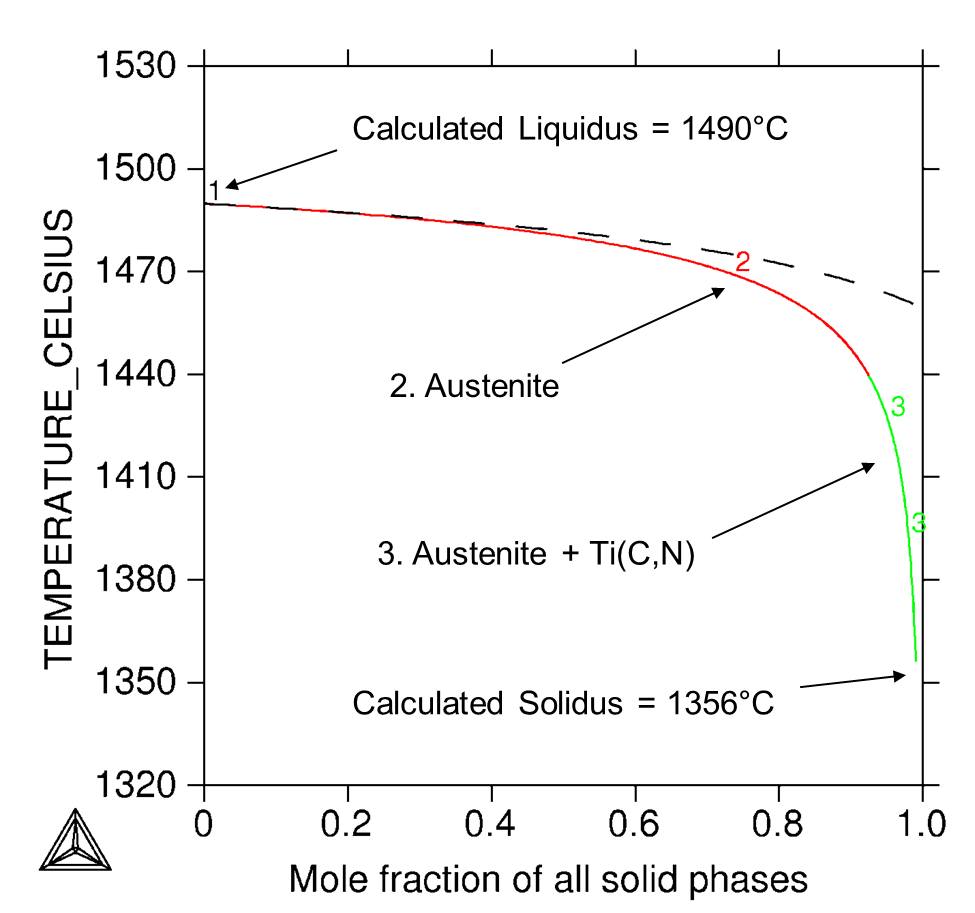 1530
Calculated Liquidus = 1490°C
1500
1
1470
2
1440
2. Austenite
3
1410
3
3. Austenite + Ti(C,N)
1380
1350
Calculated Solidus = 1356°C
1320
TEMPERATURE_CELSIUS
0 0.2 0.4 0.6 0.8 1.0
Mole fraction of all solid phases